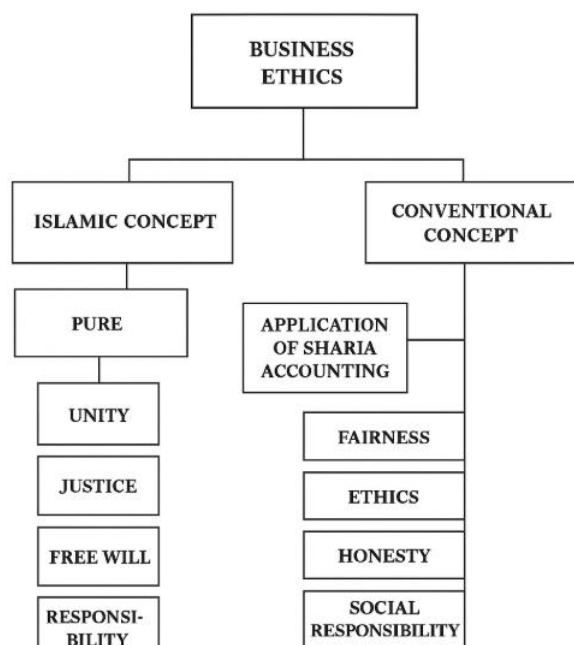 BUSINESS
ETHICS
ISLAMIC CONCEPT
CONVENTIONAL
CONCEPT
PURE
APPLICATION
OF SHARIA
ACCOUNTING
UNITY
JUSTICE
FREE WILL
RESPONSI-
BILITY
FAIRNESS
ETHICS
HONESTY
SOCIAL
RESPONSIBILITY